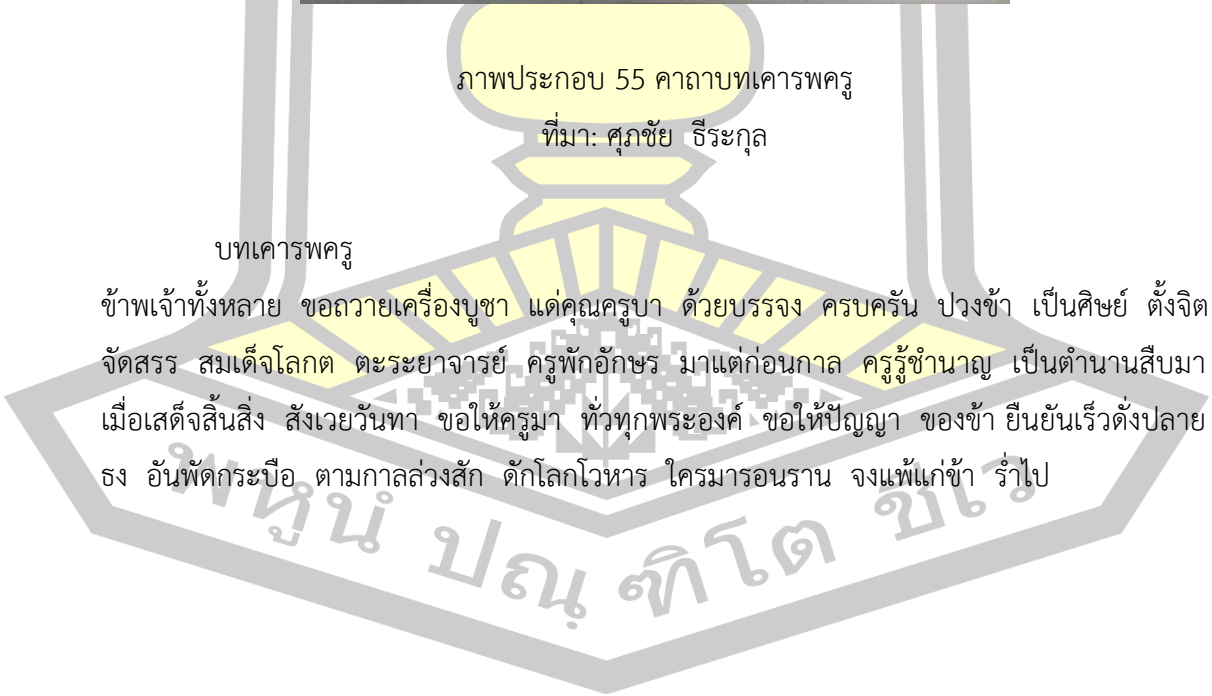 ภาพประกอบ 55 คาถาบทเคารพครู
ที่มา: ศุภชัย ธีระกุล
บทเคารพครู
ข้าพเจ้าทั้งหลาย ขอถวายเครื่องบูชา แด่คุณครูบา ด้วยบรรจง ครบครัน ปวงข้า เป็นศิษย์ ตั้งจิต
จัดสรร สมเด็จโลกต ตะระยาจารย์ ครูพักอักษร มาแต่ก่อนกาล ครูรู้ชำนาญ เป็นตำนานสืบมา
เมื่อเสด็จสิ้นสิ่ง สังเวยวันทา ขอให้ครูมา ทั่วทุกพระองค์ ขอให้ปัญญา ของข้า ยืนยันเร็วดั่งปลาย
ธง อันพัดกระบือ ตามกาลล่วงสัก ดักโลกโวหาร ใครมารอนราน จงแพ้แก่ข้า ร่ำไป
พหูนํ ปณฺฑิโต ชีเว